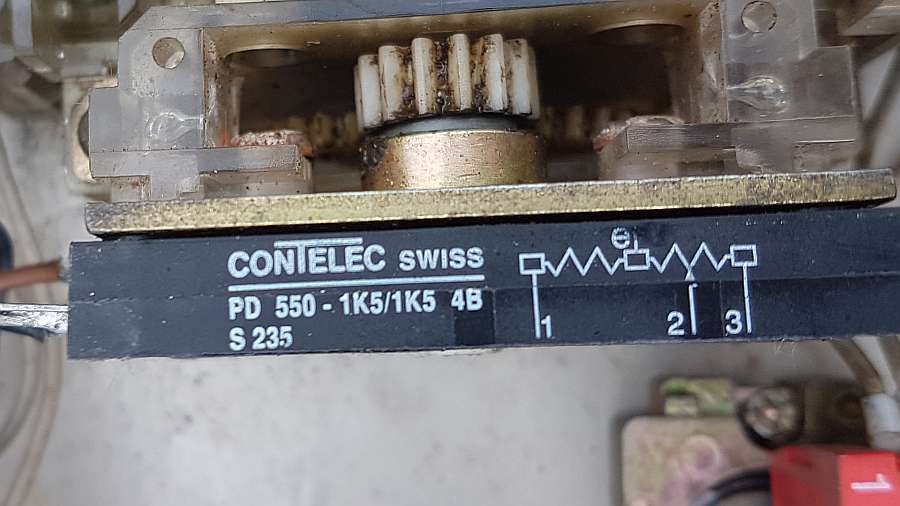 CONTELEC SWISS
PD 550 - 1K5/1K5 4B
S 235
1 2 3